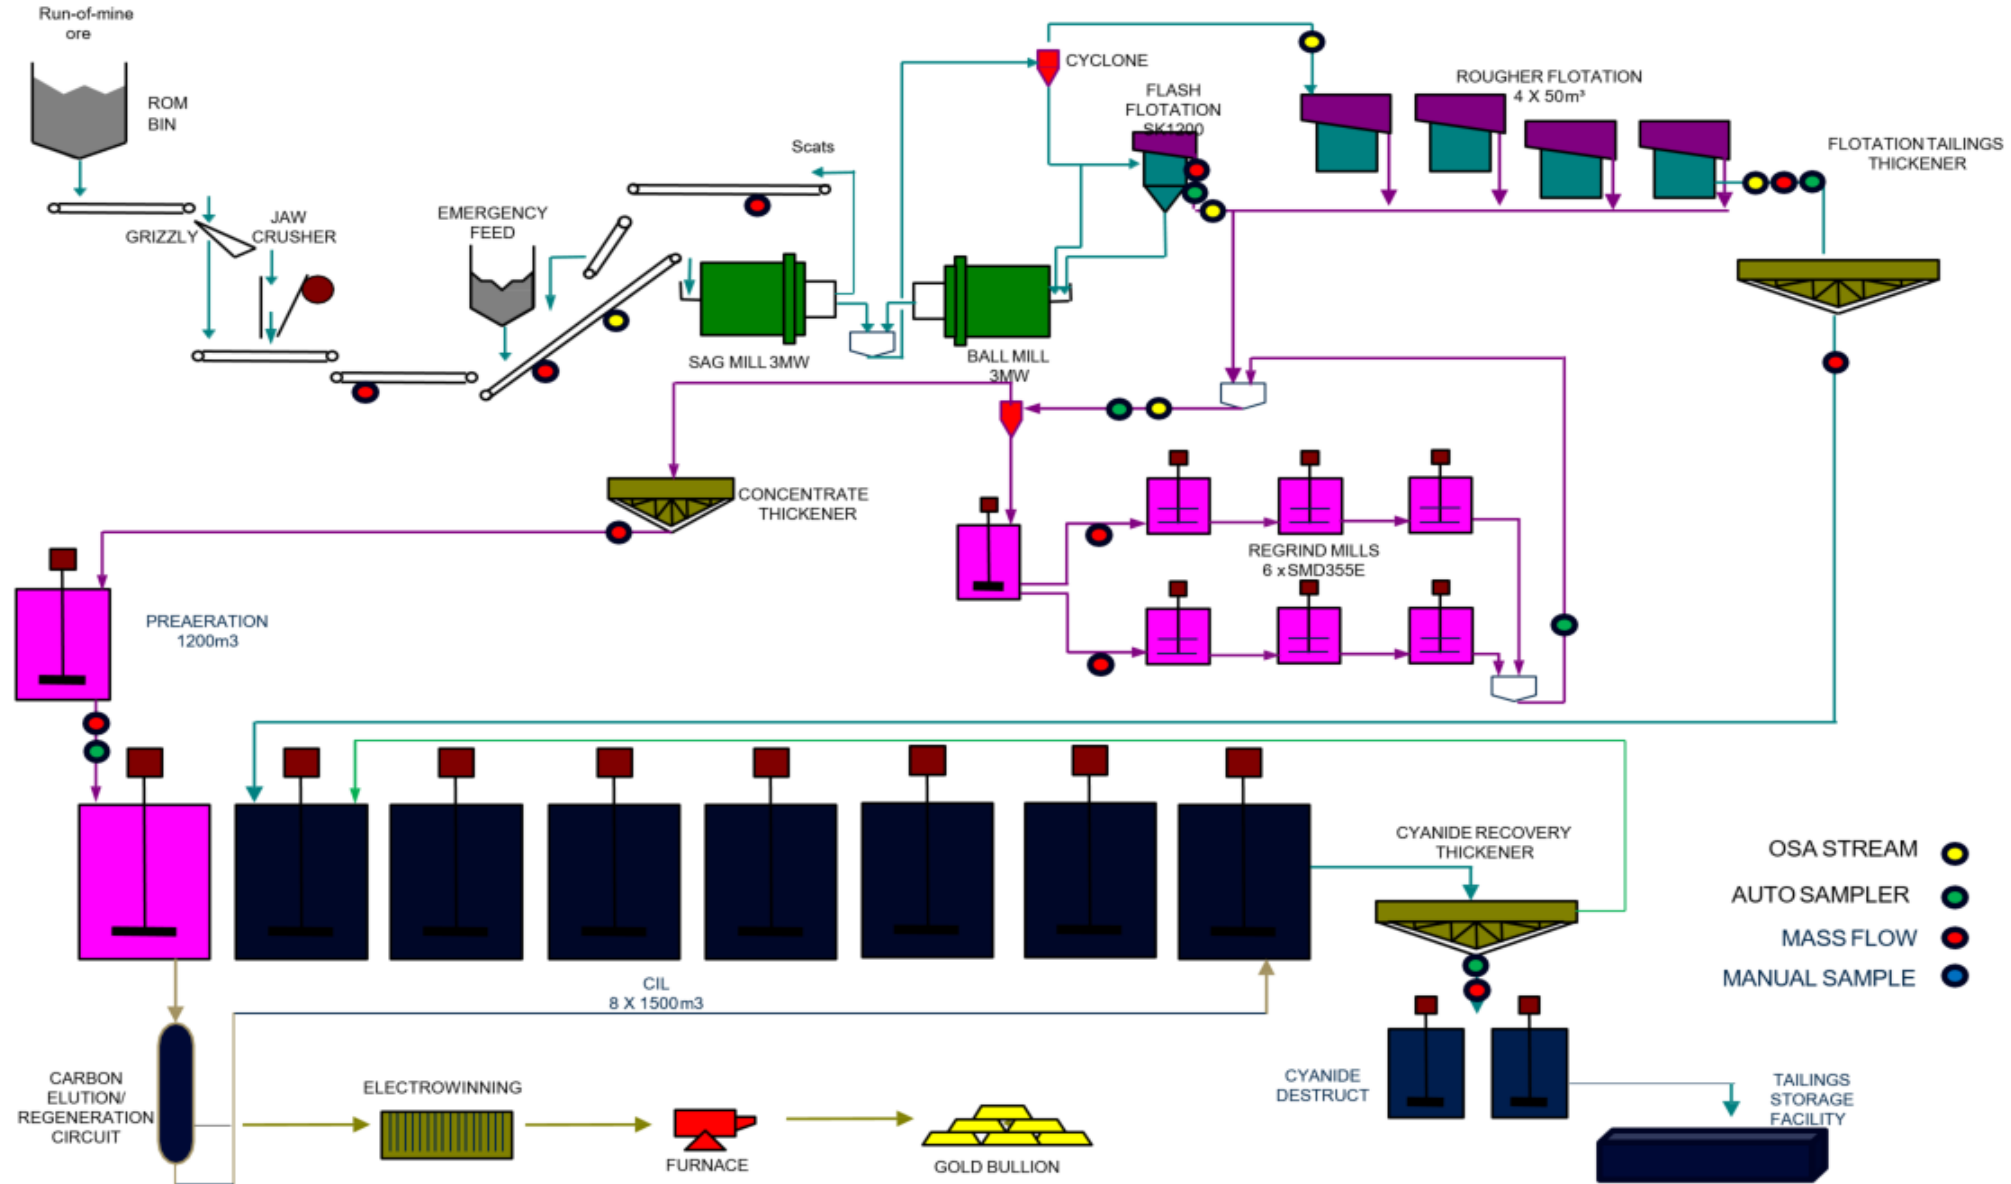 Run-of-mine
ore
ROM
BIN
GRIZZLY
JAW
CRUSHER
EMERGENCY
FEED
Scats
SAG MILL 3MW
BALL MILL
3MW
CYCLONE
FLASH
FLOTATION
SK1200
ROUGHER FLOTATION
4 X 50m³
FLOTATION TAILINGS
THICKENER
CONCENTRATE
THICKENER
REGRIND MILLS
6 x SMD355E
PREAERATION
1200m3
CIL
8 X 1500m3
CYANIDE RECOVERY
THICKENER
OSA STREAM
AUTO SAMPLER
MASS FLOW
MANUAL SAMPLE
CARBON
ELUTION/
REGENERATION
CIRCUIT
ELECTROWINNING
FURNACE
GOLD BULLION
CYANIDE
DESTRUCT
TAILINGS
STORAGE
FACILITY